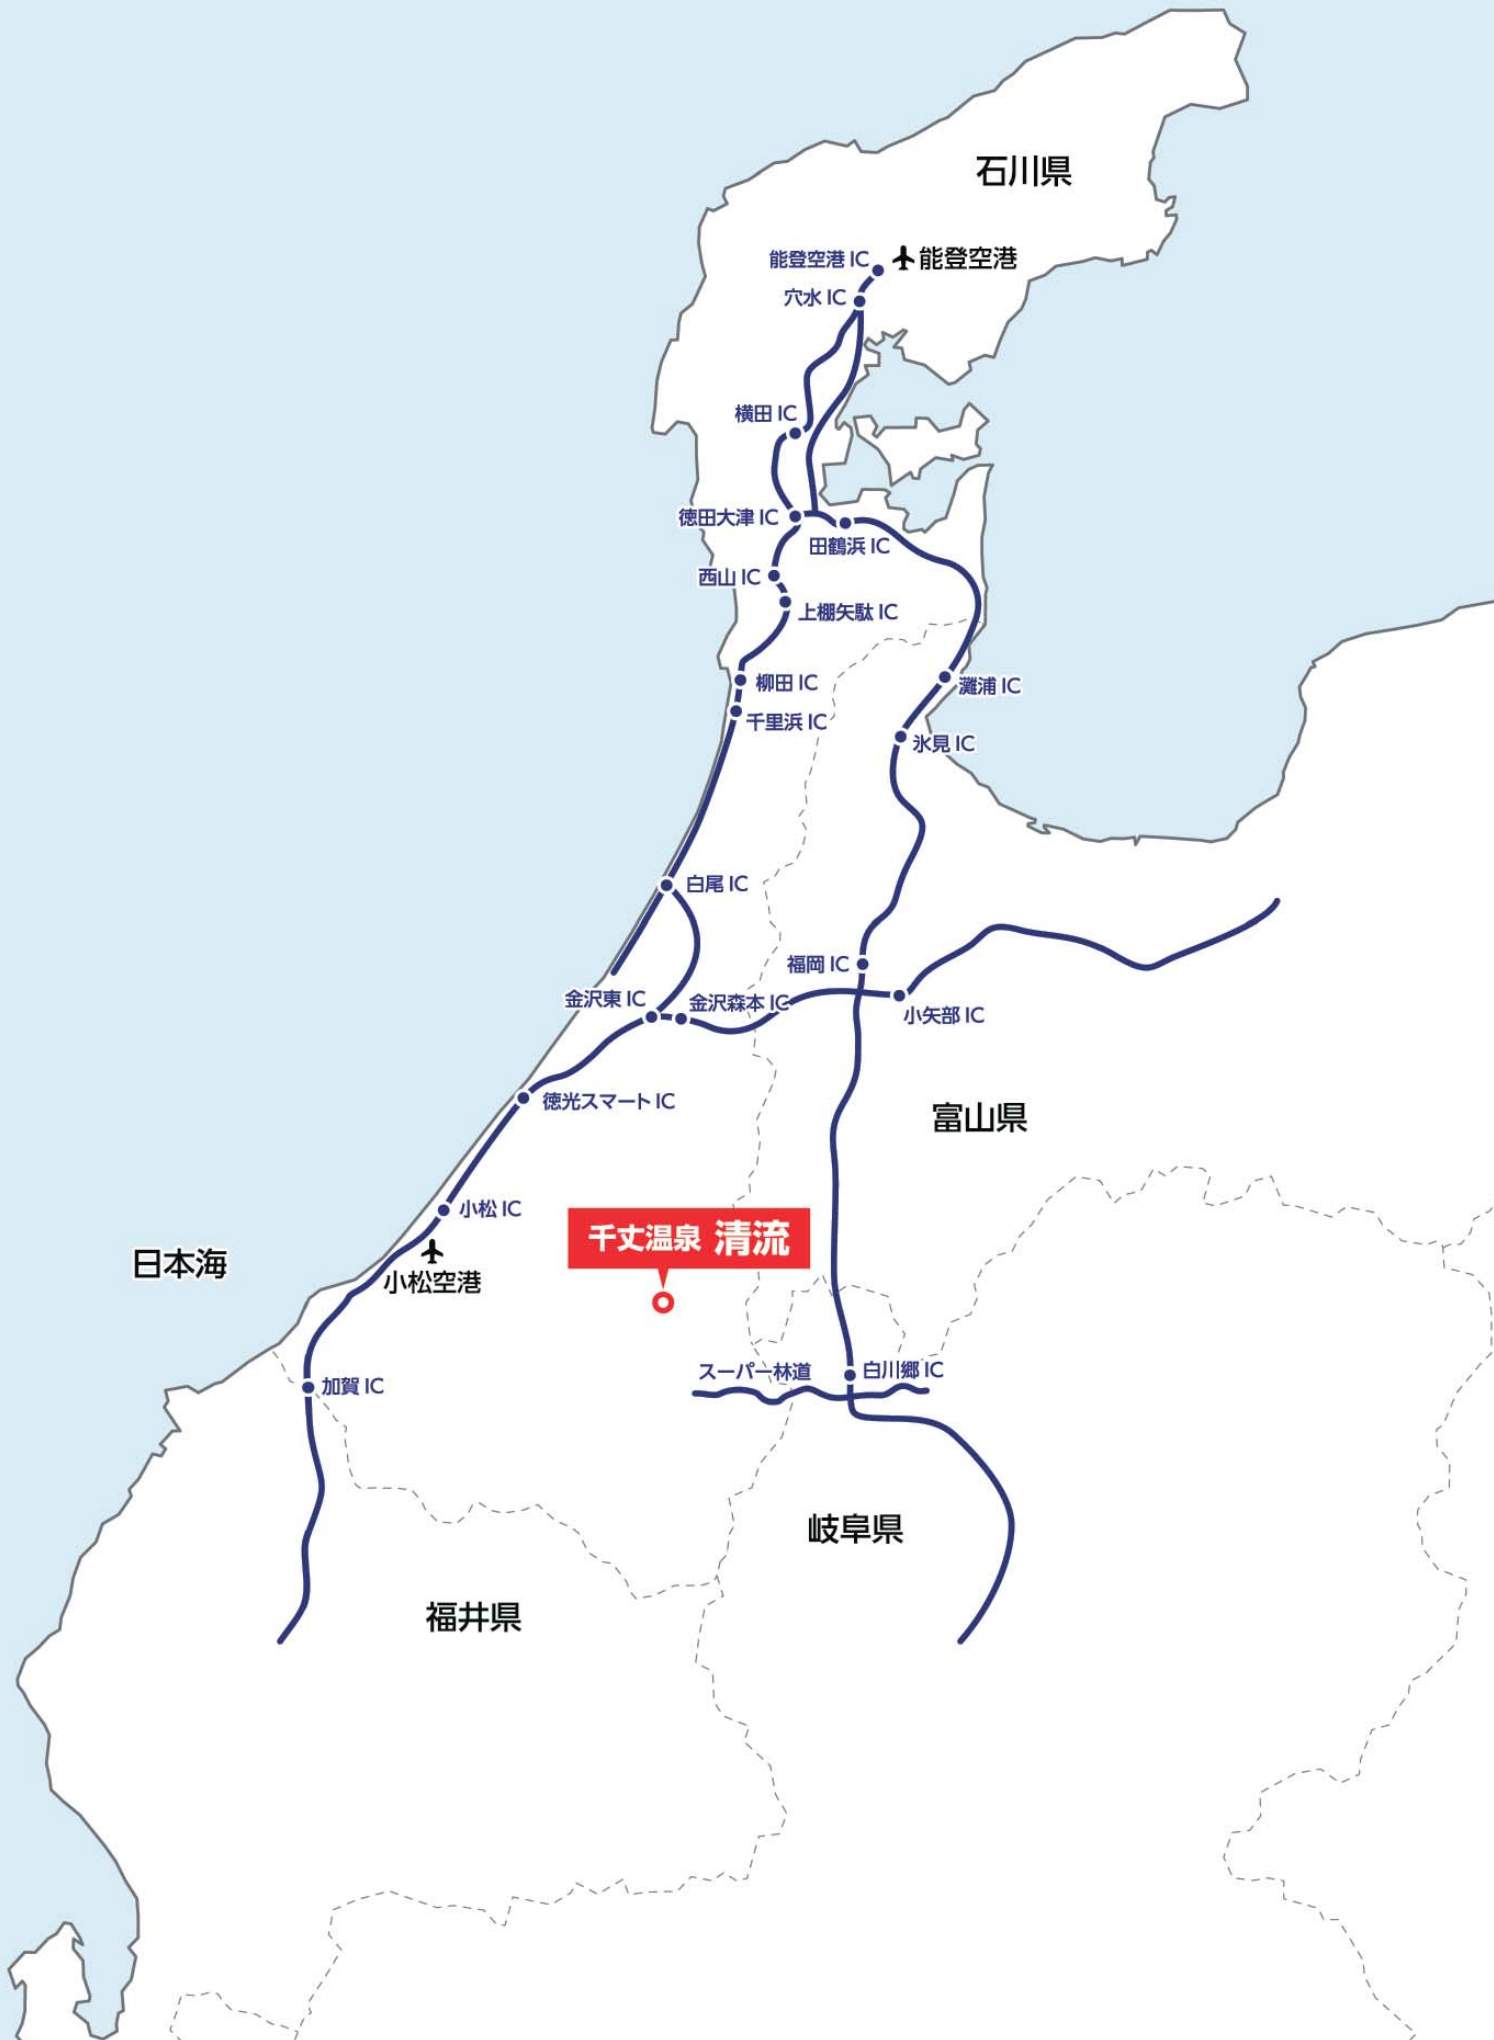 石川県
能登空港 IC
能登空港
穴水 IC
横田 IC
徳田大津 IC
田鶴浜 IC
西山 IC
上棚矢駄 IC
柳田 IC
灘浦 IC
千里浜 IC
氷見 IC
白尾 IC
福岡 IC
金沢東 IC
金沢森本 IC
小矢部 IC
徳光スマート IC
富山県
小松 IC
千丈温泉 清流
日本海
小松空港
スーパー林道
白川郷 IC
加賀 IC
岐阜県
福井県